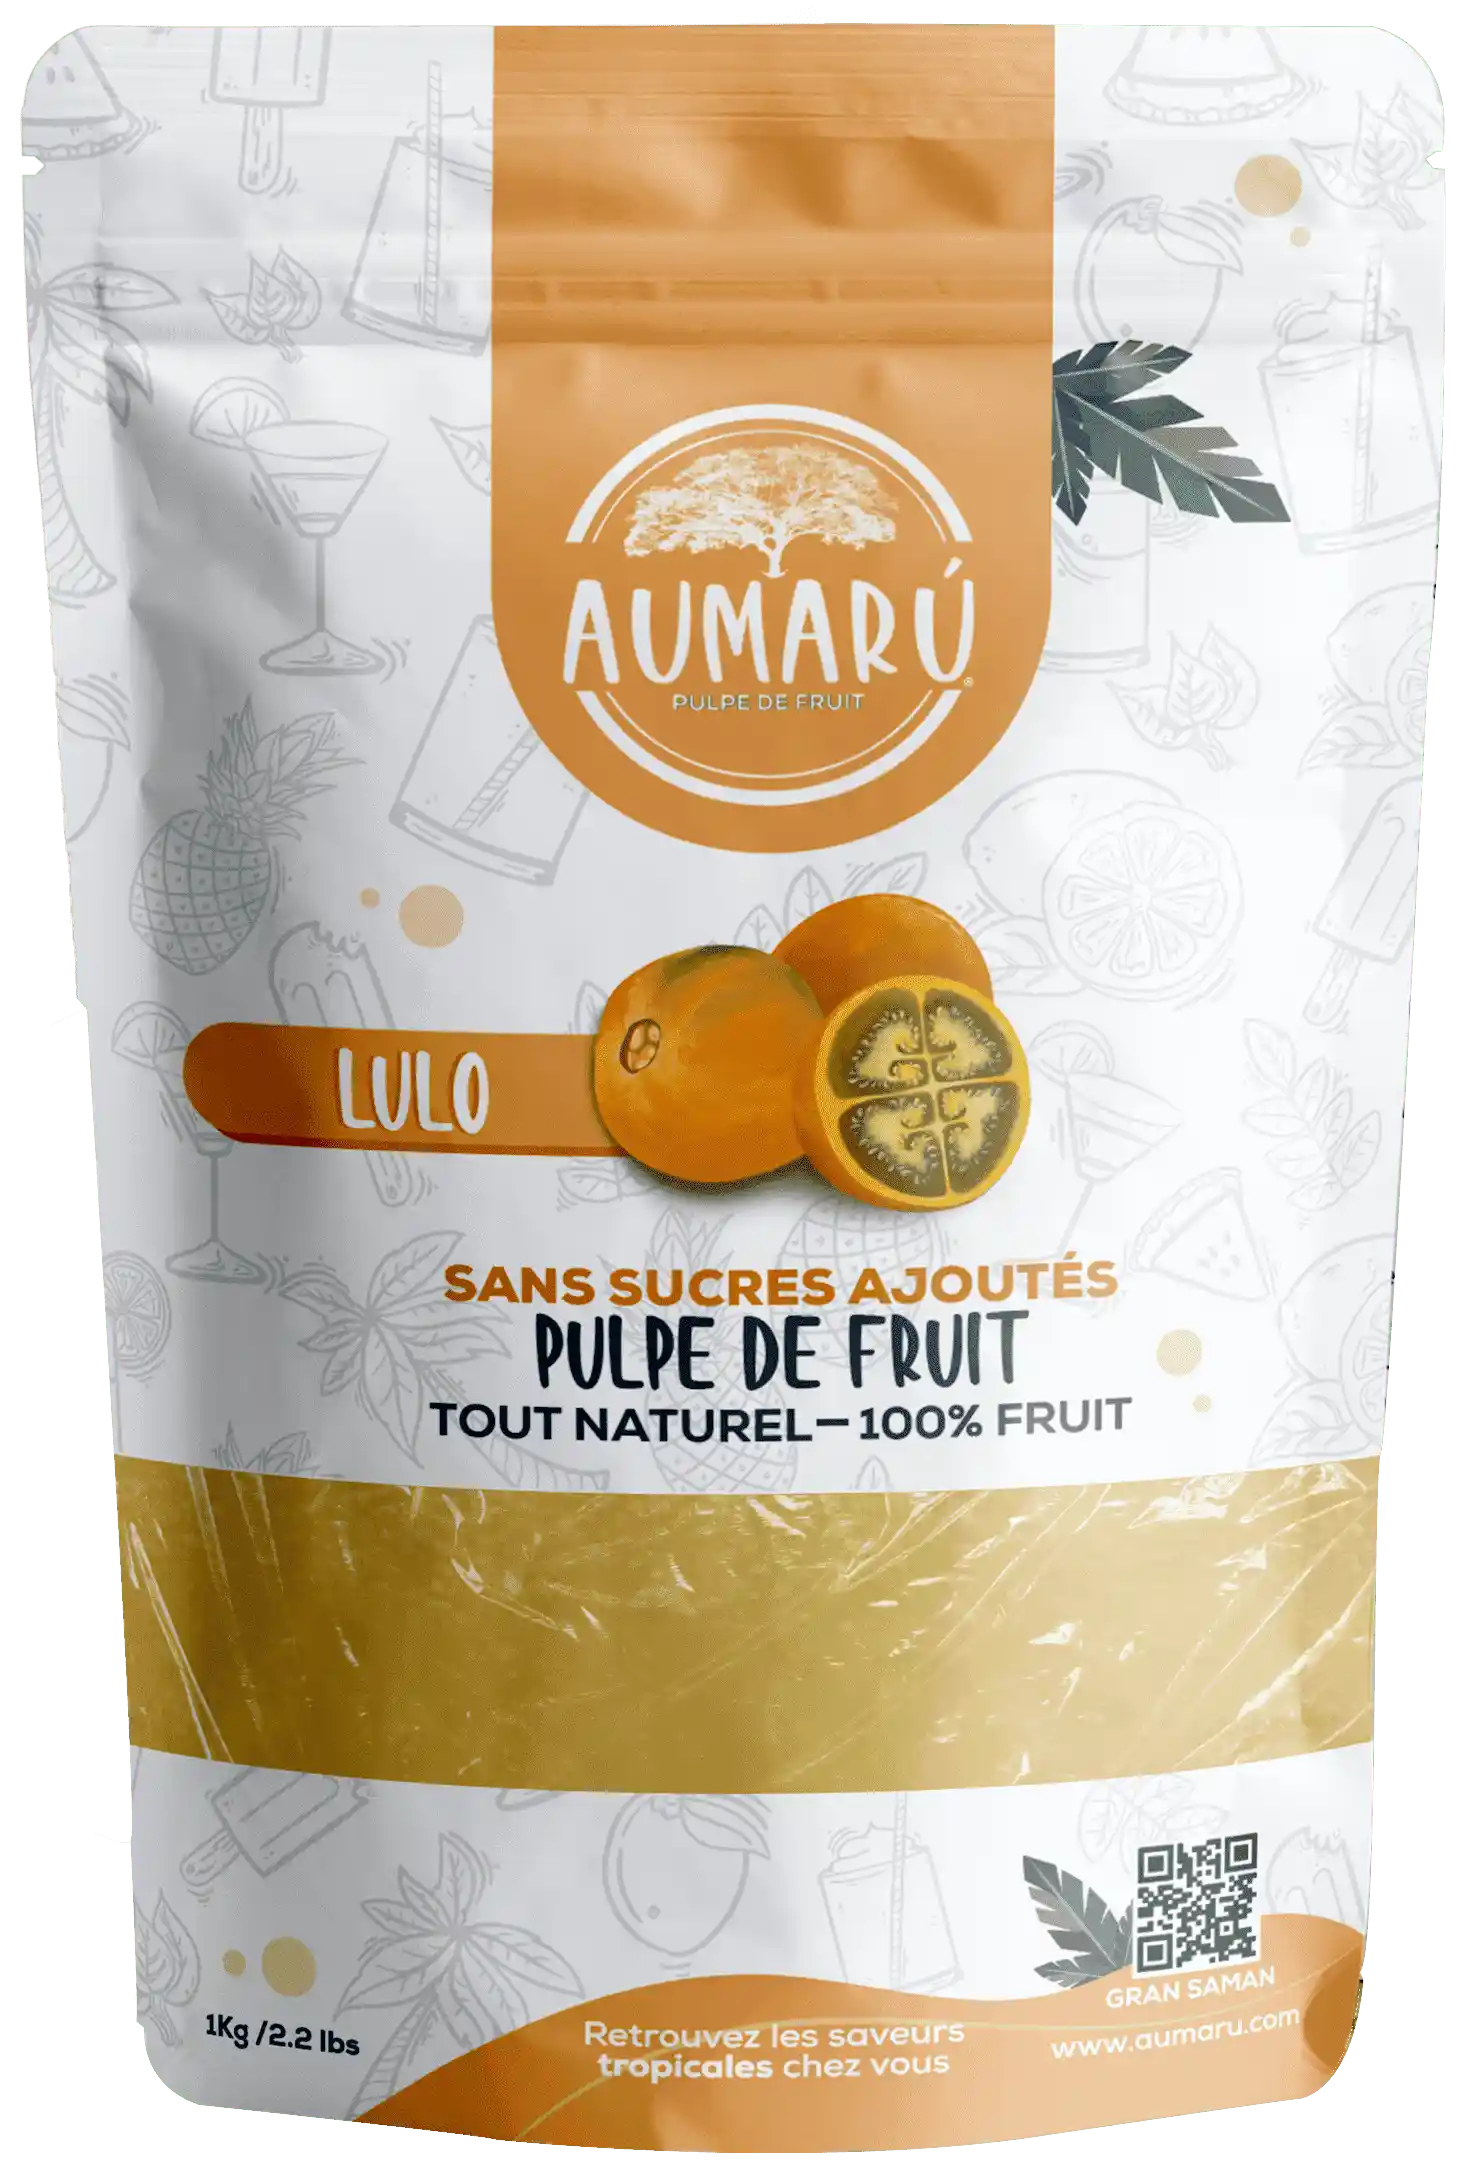 AUMARÚ®
PULPE DE FRUIT
LULO
SANS SUCRES AJOUTÉS
PULPE DE FRUIT
TOUT NATUREL—100% FRUIT
GRAN SAMAN
1Kg /2.2 lbs
Retrouvez les saveurs
tropicales chez vous
www.aumaru.com